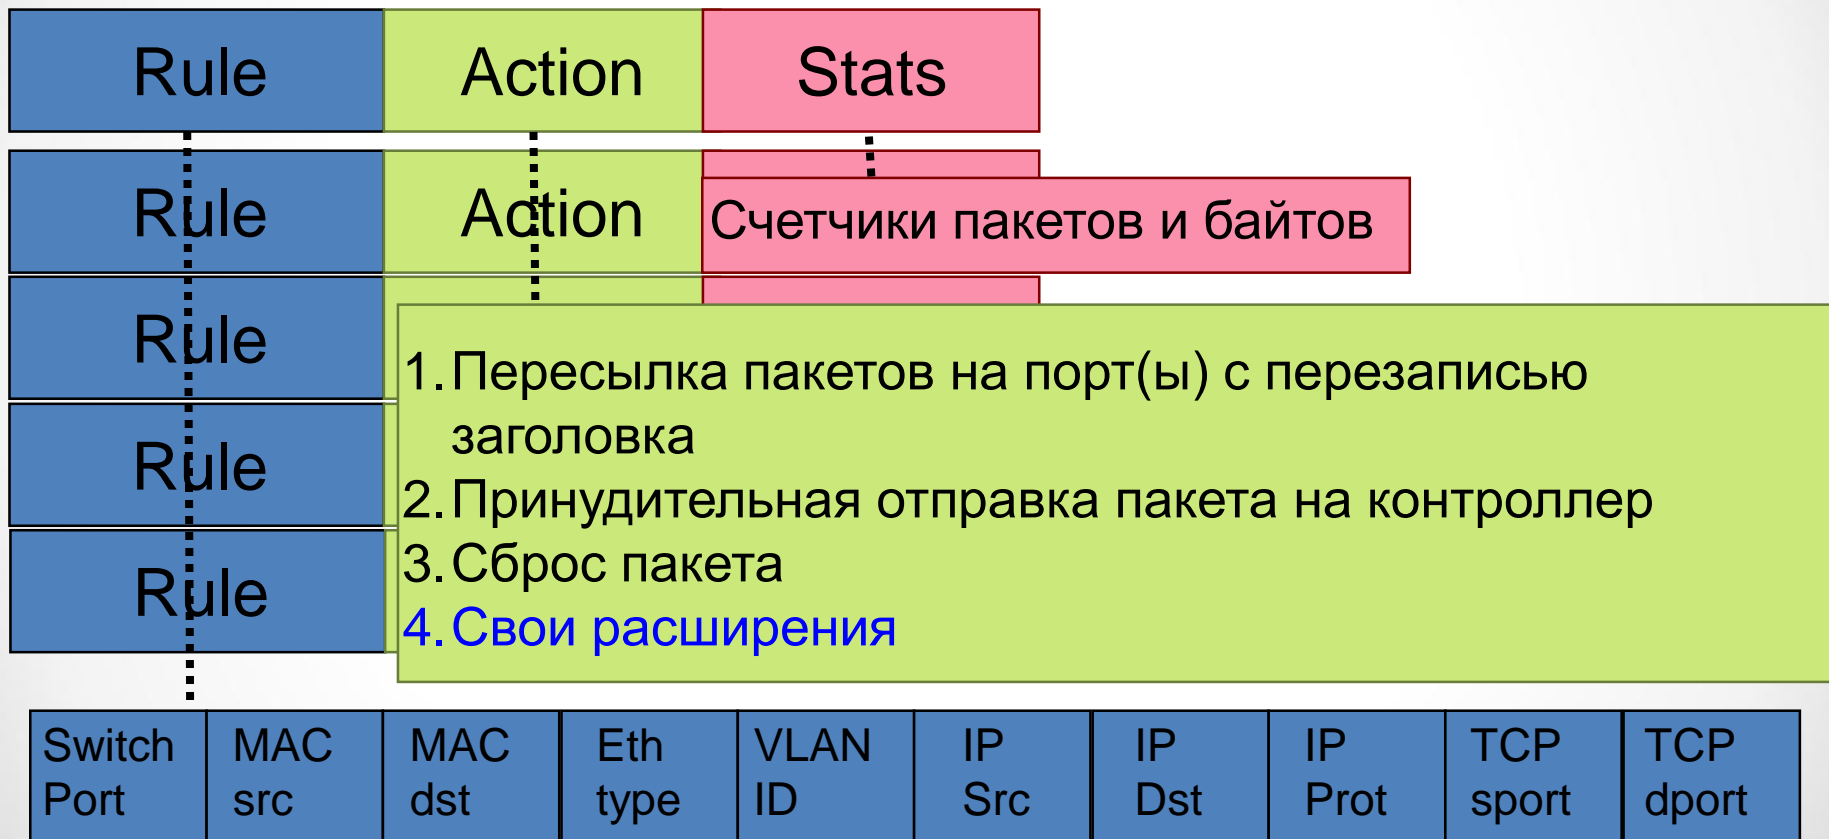 Rule Action Stats
Rule Action Счетчики пакетов и байтов
Rule
Rule
Rule
1. Пересылка пакетов на порт(ы) с перезаписью
заголовка
2. Принудительная отправка пакета на контроллер
3. Сброс пакета
4. Свои расширения
Switch Port
MAC src
MAC dst
Eth type
VLAN ID
IP Src
IP Dst
IP Prot
TCP sport
TCP dport